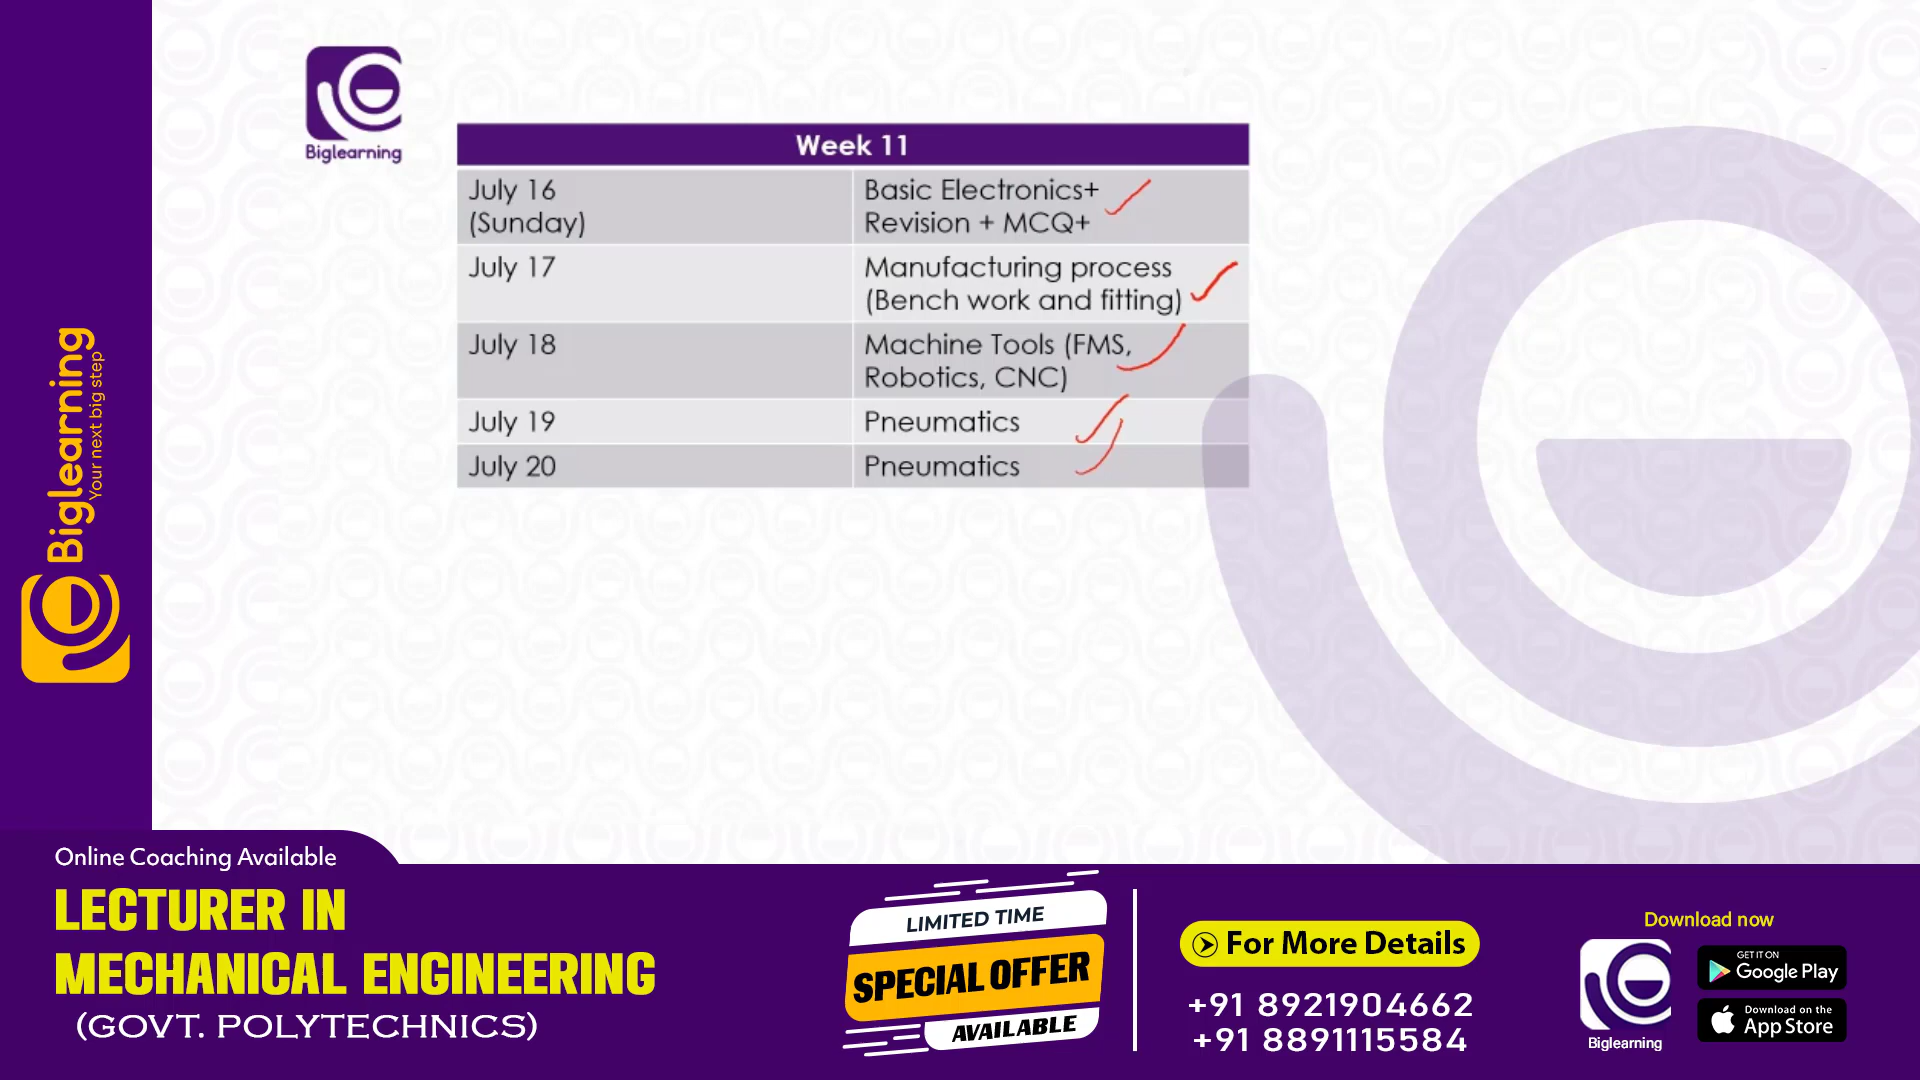 Biglearning
Week 11
July 16
(Sunday)
Basic Electronics+
Revision + MCQ+
July 17
Manufacturing process
(Bench work and fitting)
July 18
Machine Tools (FMS,
Robotics, CNC)
July 19
Pneumatics
July 20
Pneumatics
Biglearning
Your next big step
Online Coaching Available
LECTURER IN
MECHANICAL ENGINEERING
(GOVT. POLYTECHNICS)
LIMITED TIME
SPECIAL OFFER
AVAILABLE
For More Details
+91 8921904662
+91 8891115584
Download now
Biglearning
GET IT ON
Google Play
Download on the
App Store